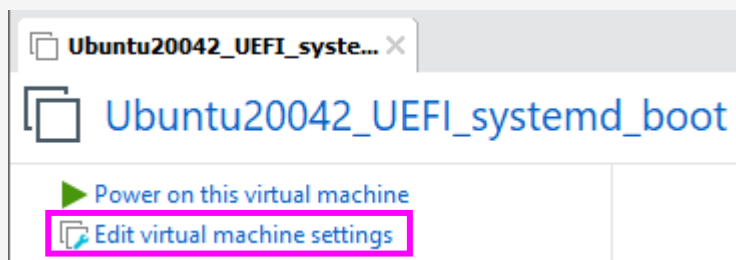 Ubuntu20042_UEFI_syste...
Ubuntu20042_UEFI_systemd_boot
Power on this virtual machine
Edit virtual machine settings